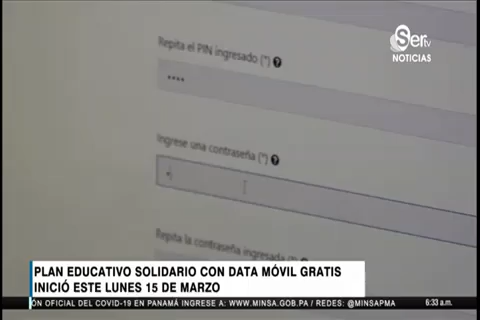 Repita el PIN ingresado (*) ?
••••
Ser tv
NOTICIAS
Ingrese una contraseña (*) ?
Repita la contraseña ingresada
PLAN EDUCATIVO SOLIDARIO CON DATA MÓVIL GRATIS
INICIÓ ESTE LUNES 15 DE MARZO
ÓN OFICIAL DEL COVID-19 EN PANAMÁ INGRESE A: WWW.MINSA.GOB.PA / REDES: @MINSAPMA 6:33 a.m.